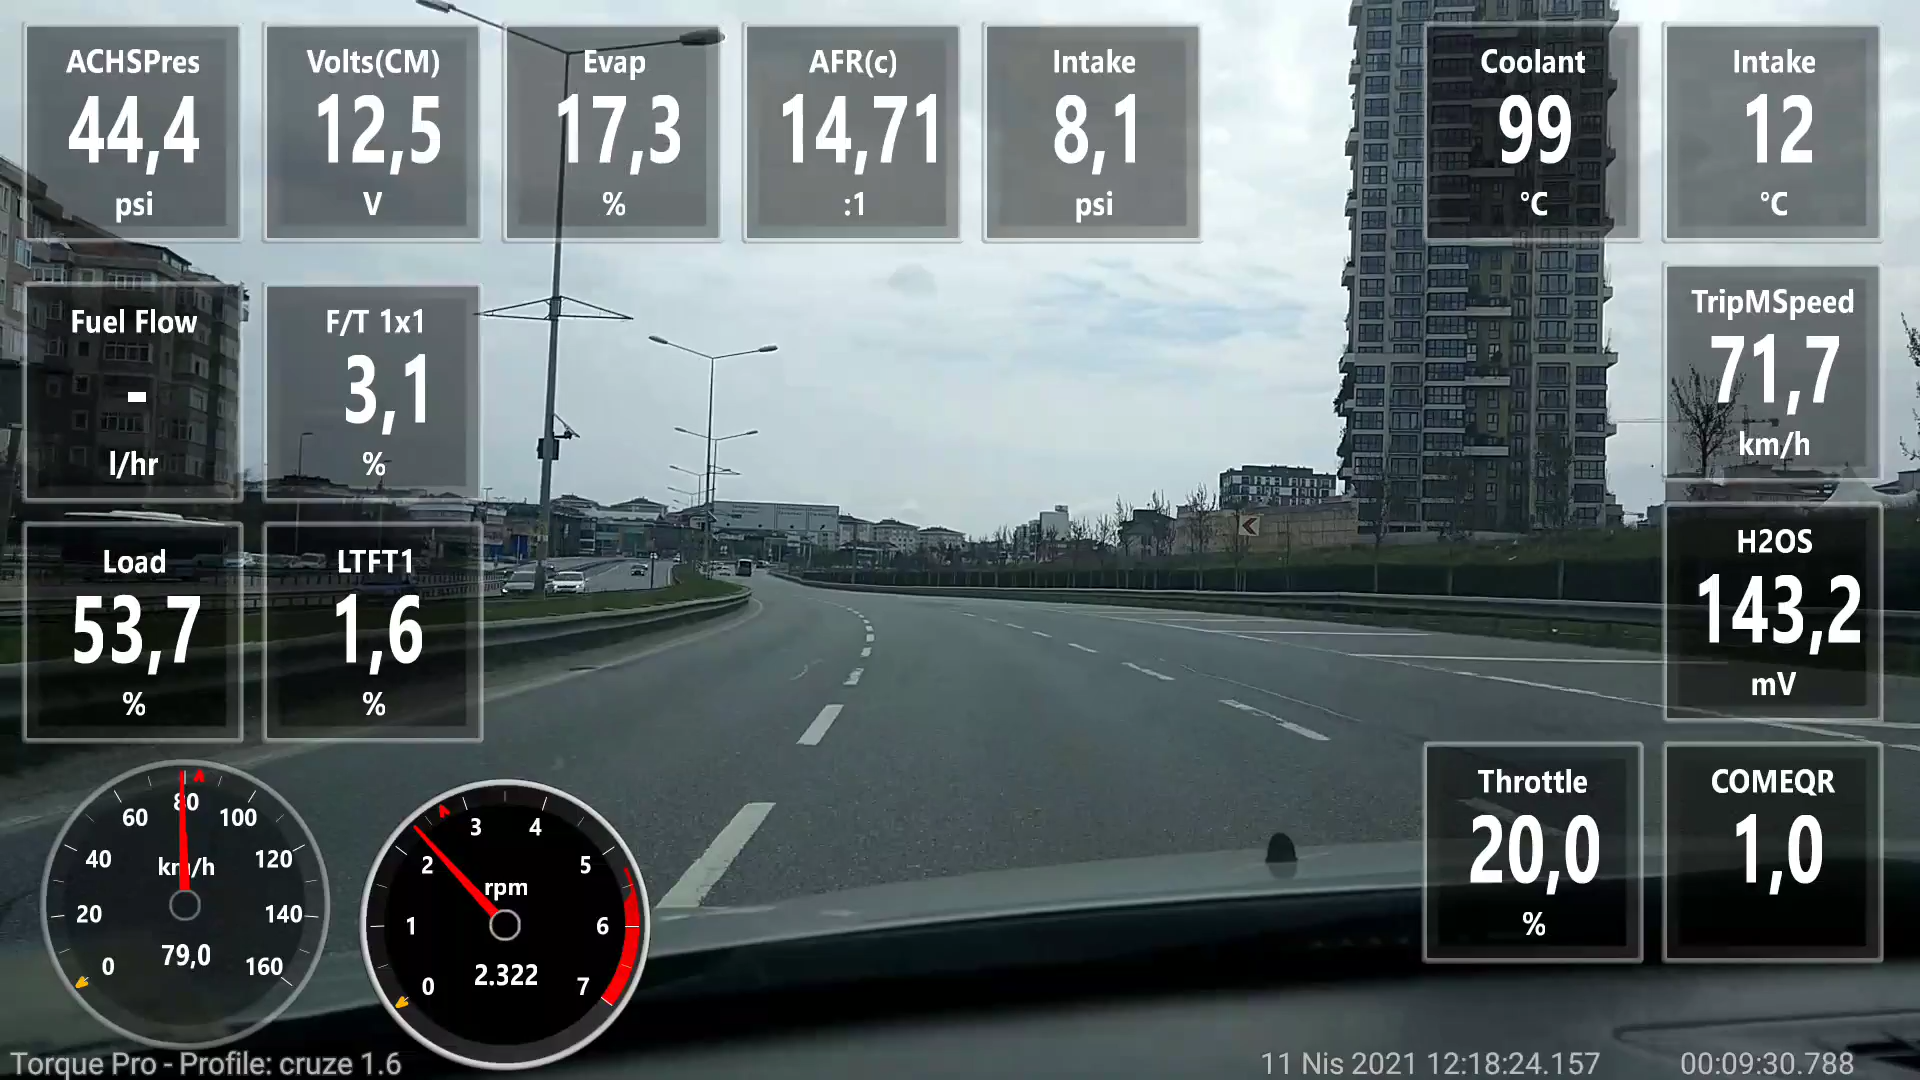 ACHSPres
44,4
psi
Volts(CM)
12,5
V
Evap
17,3
%
AFR(c)
14,71
:1
Intake
8,1
psi
Coolant
99
°C
Intake
12
°C
Fuel Flow
-
l/hr
F/T 1x1
3,1
%
TripMSpeed
71,7
km/h
Load
53,7
%
LTFT1
1,6
%
H2OS
143,2
mV
0
20
40
60
80
100
120
140
160
km/h
79,0
0
1
2
3
4
5
6
7
rpm
2.322
Throttle
20,0
%
COMEQR
1,0
Torque Pro - Profile: cruze 1.6
11 Nis 2021 12:18:24.157
00:09:30.788